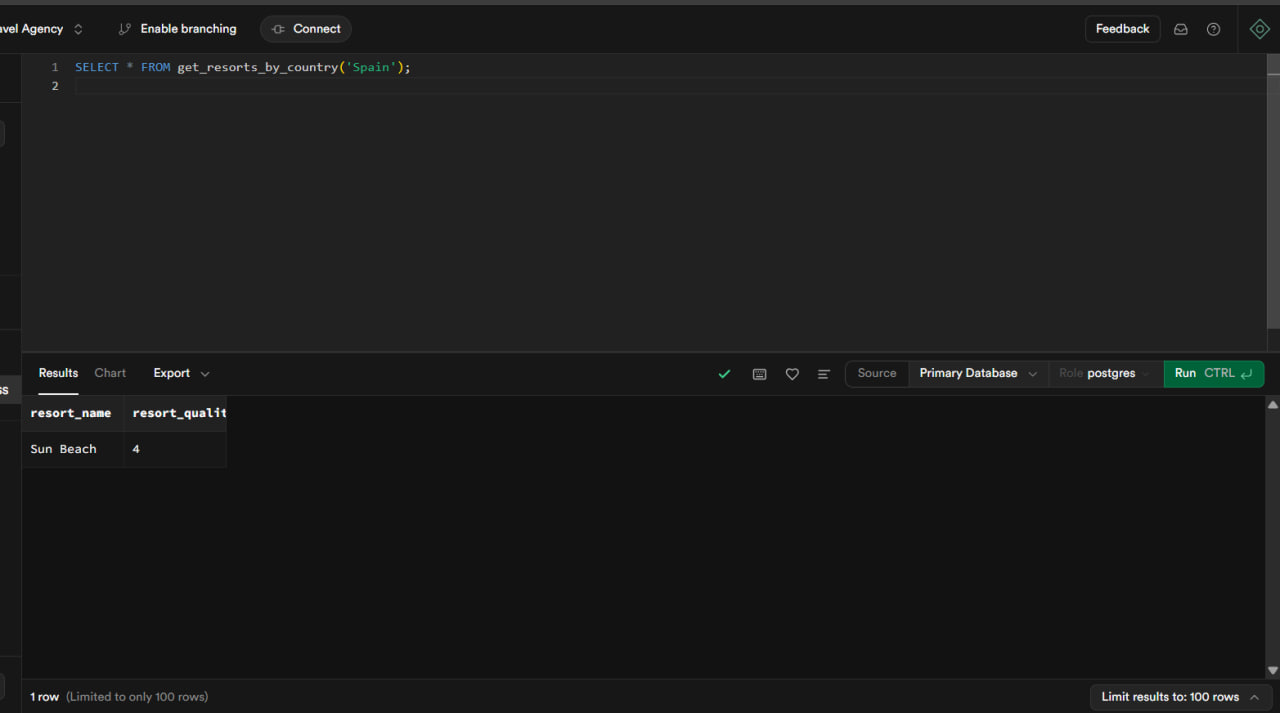 avel Agency Enable branching Connect Feedback
1 SELECT * FROM get_resorts_by_country('Spain');
2
ss
Results Chart Export Source Primary Database Role postgres Run CTRL
resort_name resort_qualit
Sun Beach 4
1 row (Limited to only 100 rows) Limit results to: 100 rows